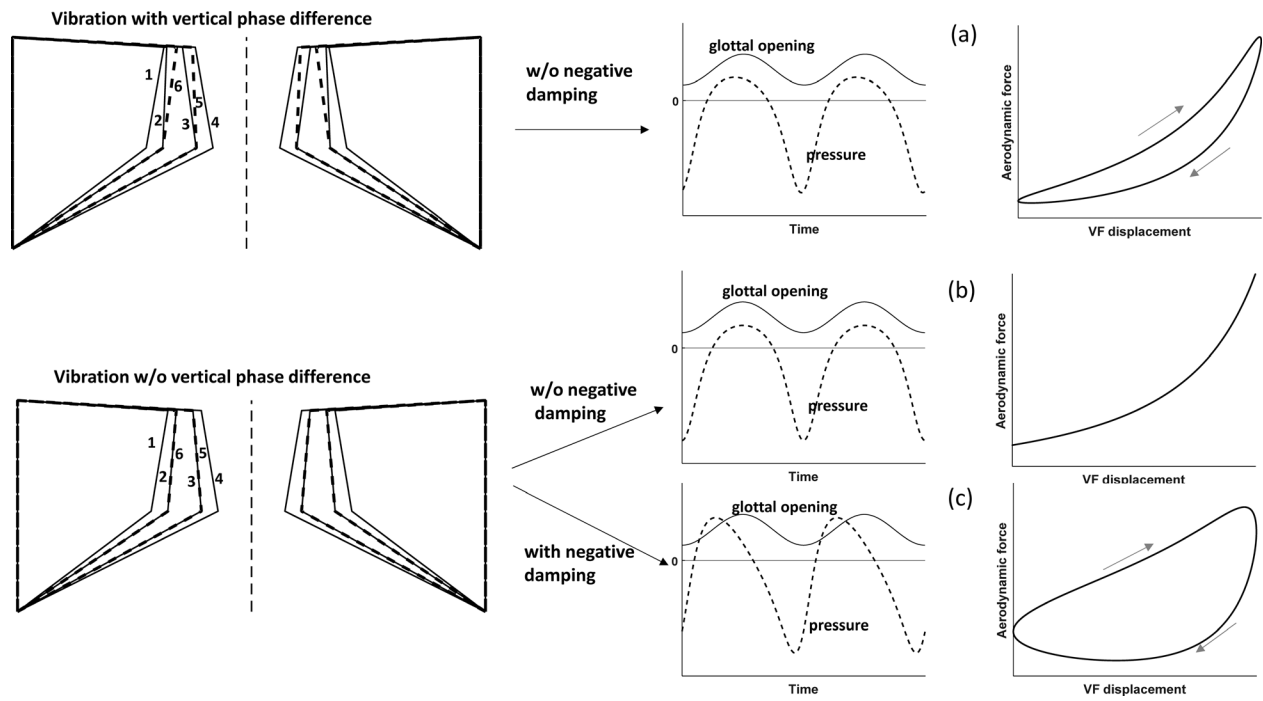 Vibration with vertical phase difference
1
6
5
2
3
4
w/o negative
damping
glottal opening
0
pressure
Time
(a)
Aerodynamic force
VF displacement
Vibration w/o vertical phase difference
1
6
5
2
3
4
w/o negative
damping
glottal opening
0
pressure
Time
(b)
Aerodynamic force
VF displacement
with negative
damping
glottal opening
0
pressure
Time
(c)
Aerodynamic force
VF displacement